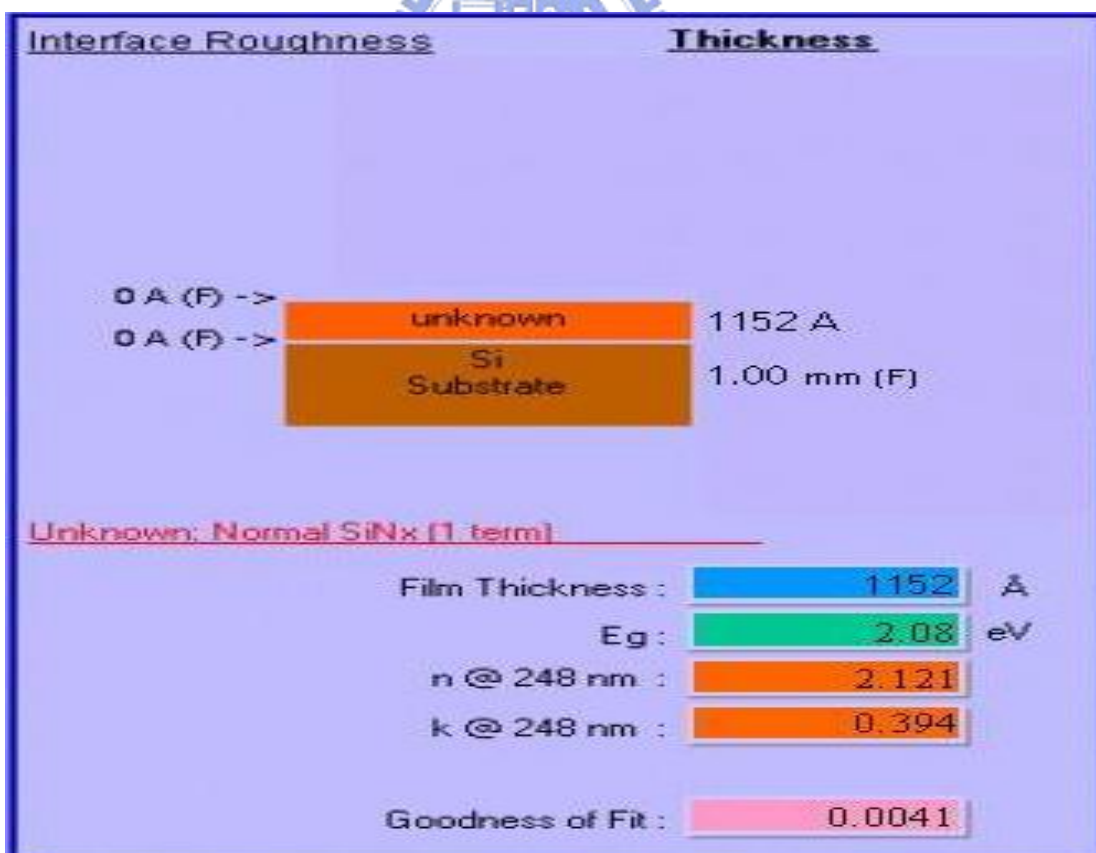 Interface Roughness Thickness
0 A (F) ->
unknown 1152 A
0 A (F) ->
Si
Substrate 1.00 mm (F)
Unknown: Normal SiNx [1 term]
Film Thickness : 1152 Å
Eg : 2.08 eV
n @ 248 nm : 2.121
k @ 248 nm : 0.394
Goodness of Fit : 0.0041